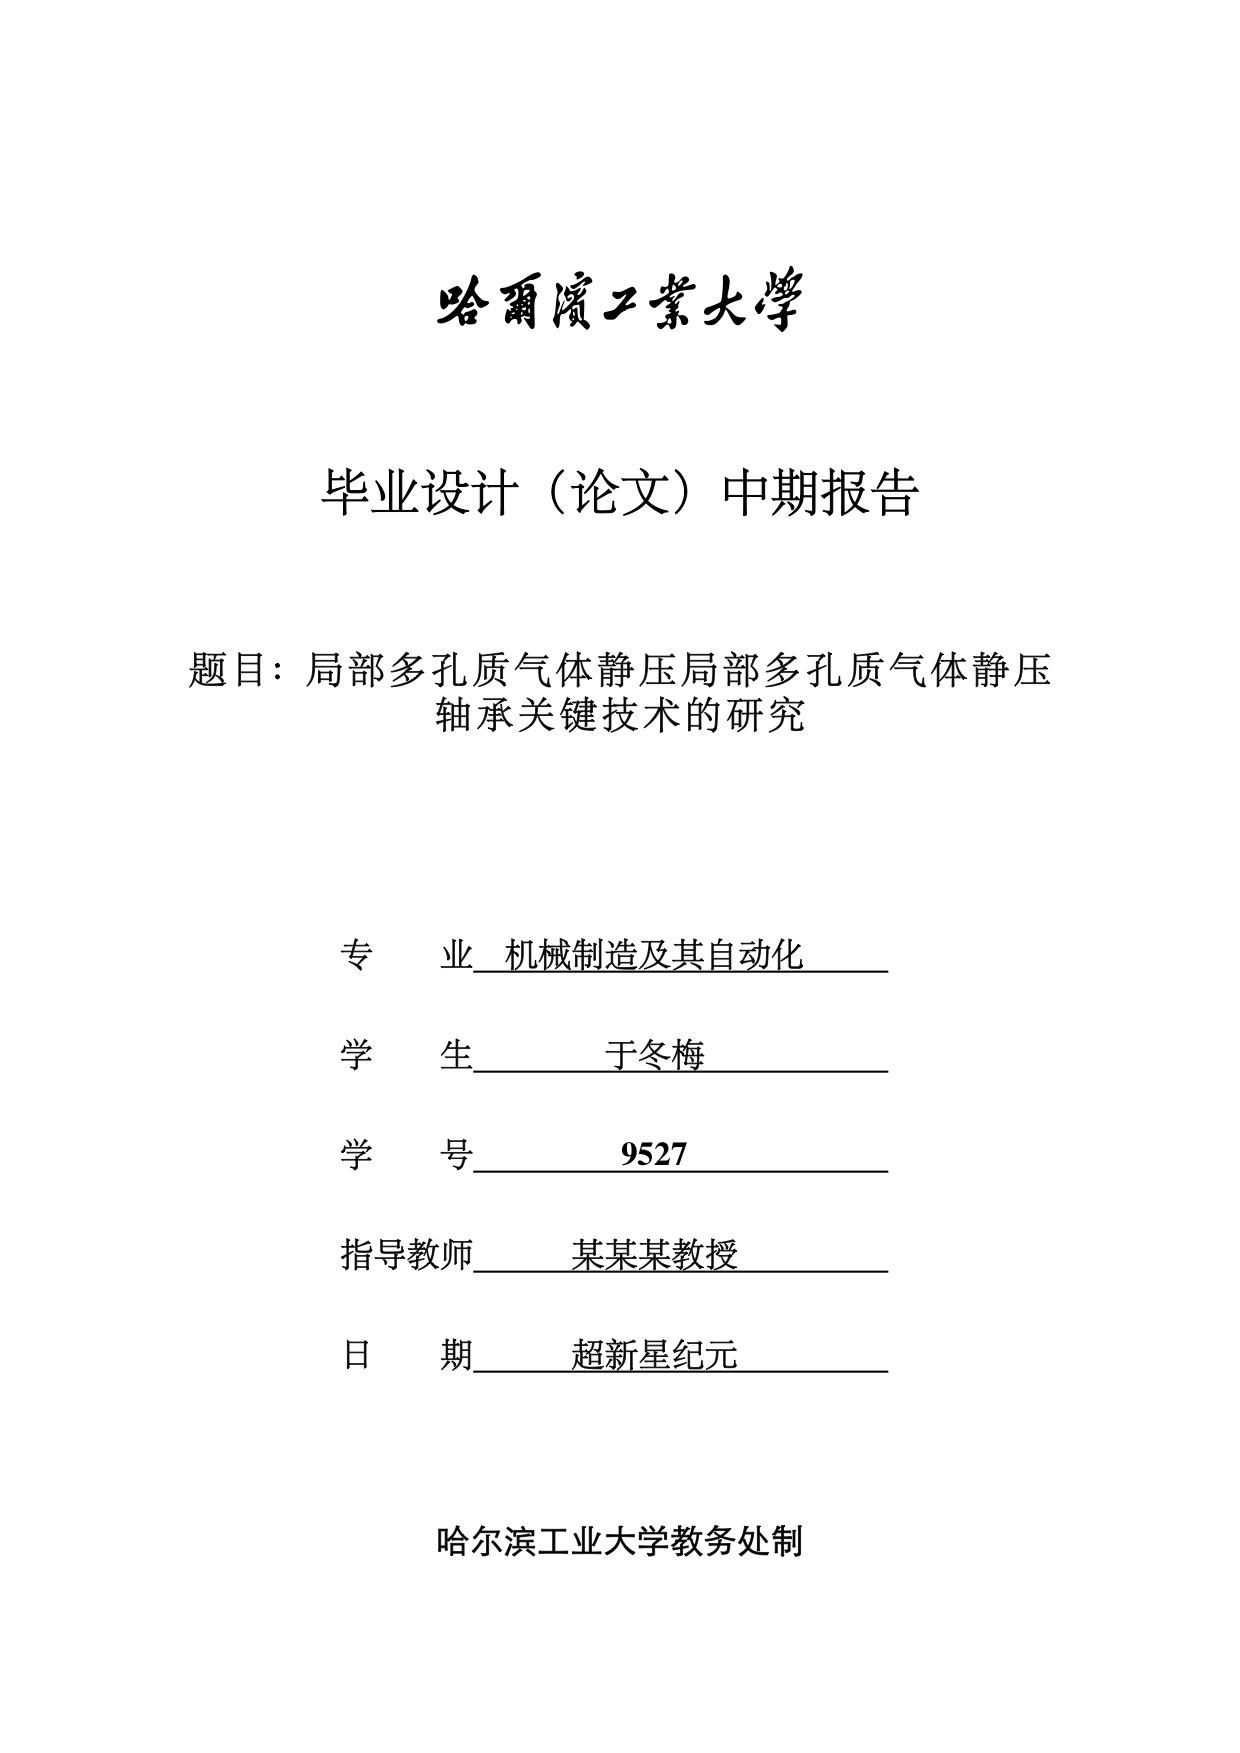 哈爾濱工業大學
毕业设计（论文）中期报告
题目：局部多孔质气体静压局部多孔质气体静压
轴承关键技术的研究
专 业 机械制造及其自动化
学 生 于冬梅
学 号 9527
指导教师 某某某教授
日 期 超新星纪元
哈尔滨工业大学教务处制